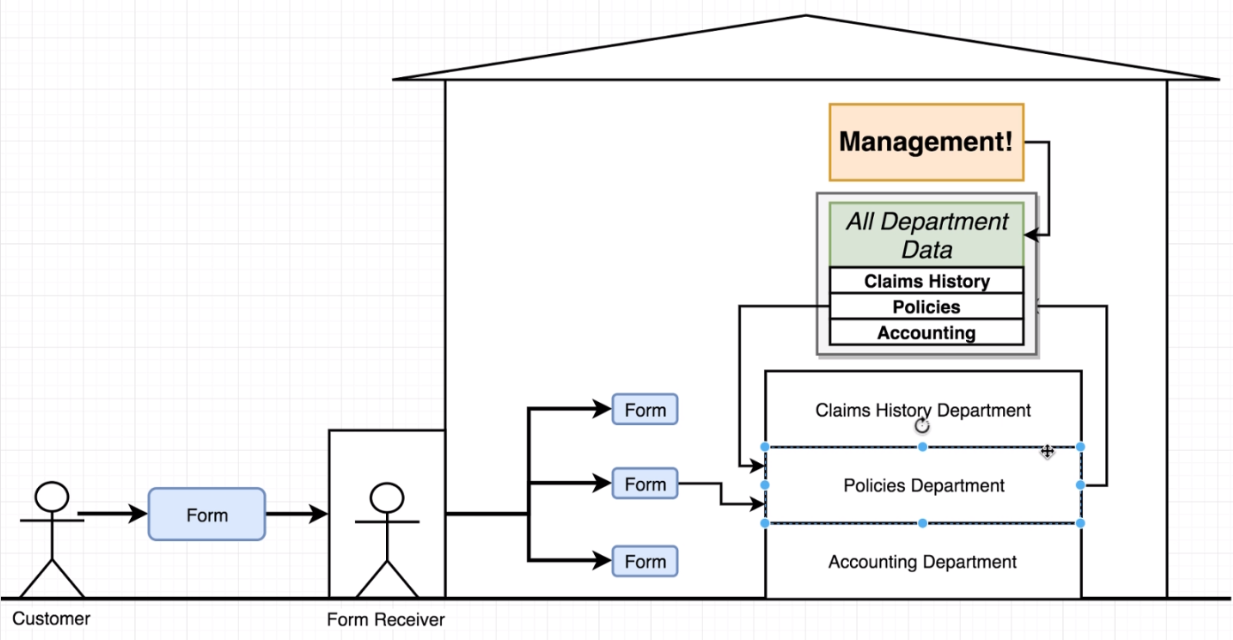 Management!
All Department
Data
Claims History
Policies
Accounting
Form
Claims History Department
Form
Policies Department
Form
Form
Accounting Department
Customer
Form Receiver